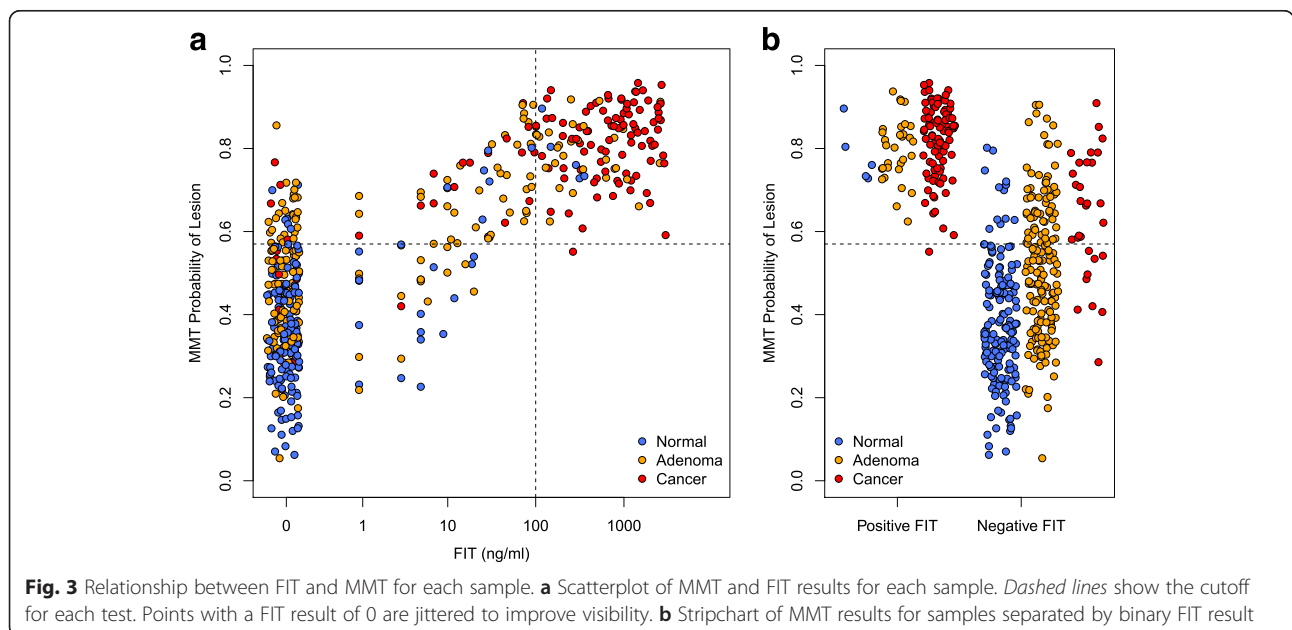 a
b
1.0
0.8
0.6
0.4
0.2
0.0
MMT Probability of Lesion
Normal
Adenoma
Cancer
0 1 10 100 1000
FIT (ng/ml)
1.0
0.8
0.6
0.4
0.2
0.0
MMT Probability of Lesion
Normal
Adenoma
Cancer
Positive FIT Negative FIT
Fig. 3 Relationship between FIT and MMT for each sample. a Scatterplot of MMT and FIT results for each sample. Dashed lines show the cutoff
for each test. Points with a FIT result of 0 are jittered to improve visibility. b Stripchart of MMT results for samples separated by binary FIT result